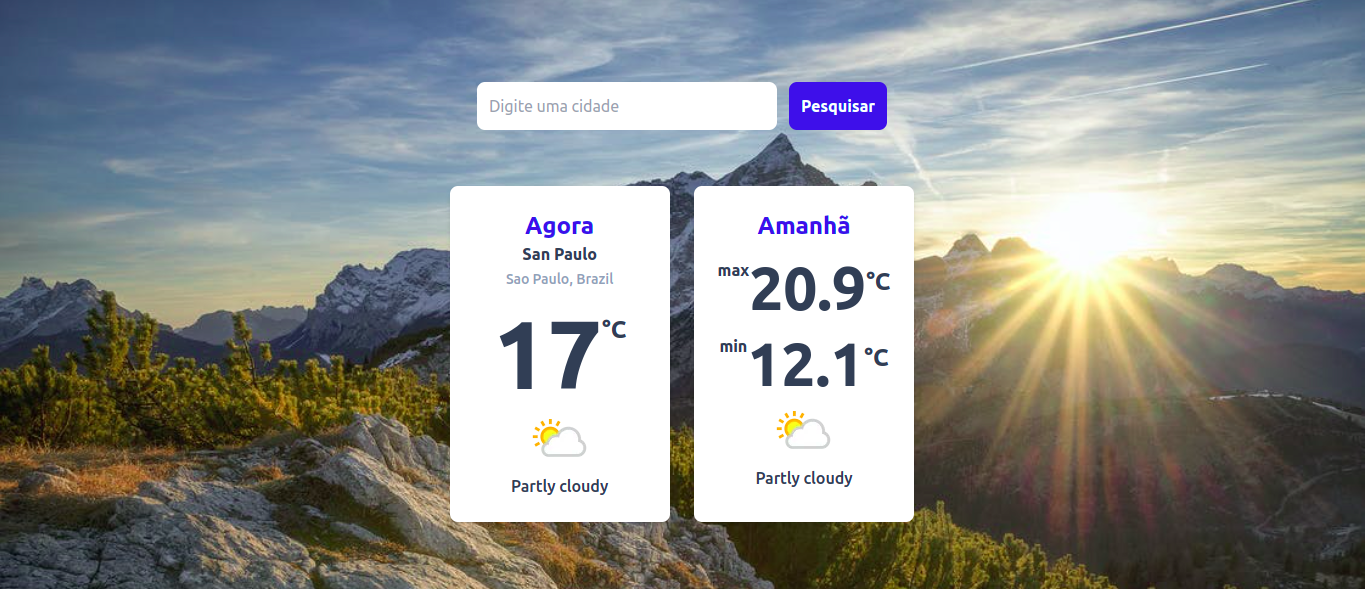 Digite uma cidade
Pesquisar
Agora
San Paulo
Sao Paulo, Brazil
17°C
Partly cloudy
Amanhã
max 20.9°C
min 12.1°C
Partly cloudy